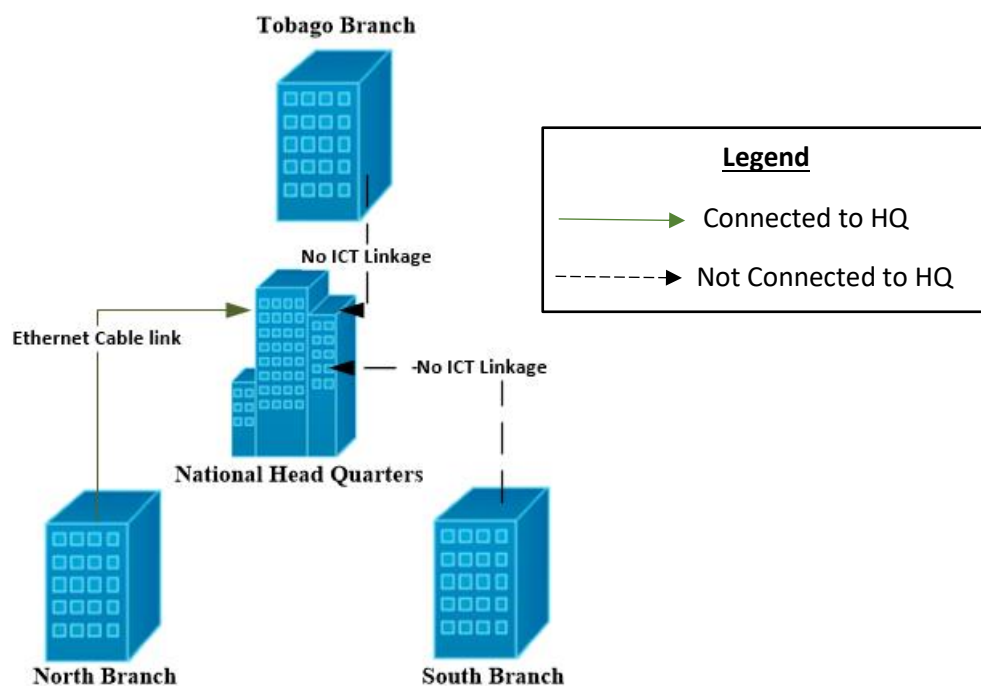 Tobago Branch
Legend
Connected to HQ
No ICT Linkage
Not Connected to HQ
Ethernet Cable link
-No ICT Linkage
National Head Quarters
North Branch
South Branch